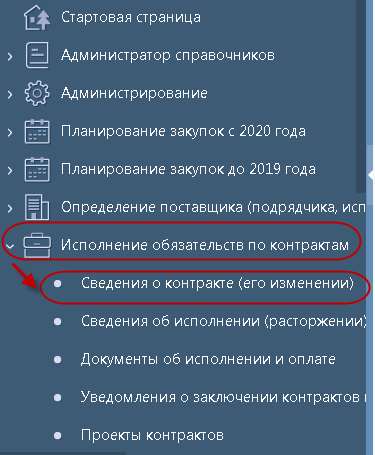 Стартовая страница
Администратор справочников
Администрирование
Планирование закупок с 2020 года
Планирование закупок до 2019 года
Определение поставщика (подрядчика, исп
Исполнение обязательств по контрактам
Сведения о контракте (его изменении)
Сведения об исполнении (расторжении)
Документы об исполнении и оплате
Уведомления о заключении контрактов
Проекты контрактов